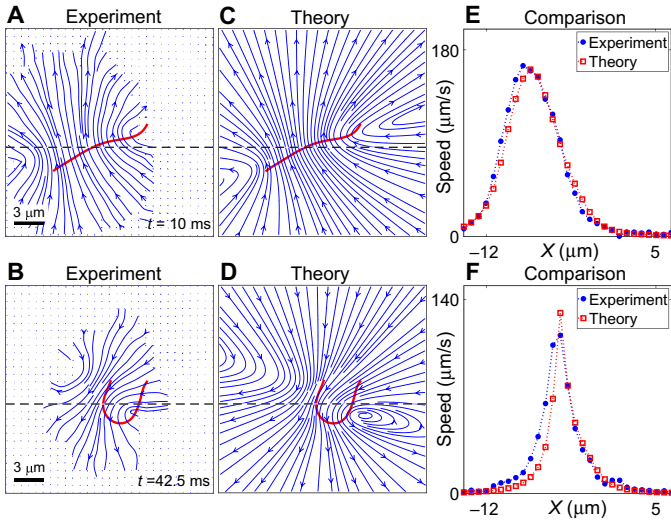 A Experiment
3 μm
t = 10 ms
C Theory
E Comparison
Speed (μm/s)
180
0
−12
X (μm)
5
Experiment
Theory
B Experiment
3 μm
t =42.5 ms
D Theory
F Comparison
Speed (μm/s)
140
0
−12
X (μm)
5
Experiment
Theory